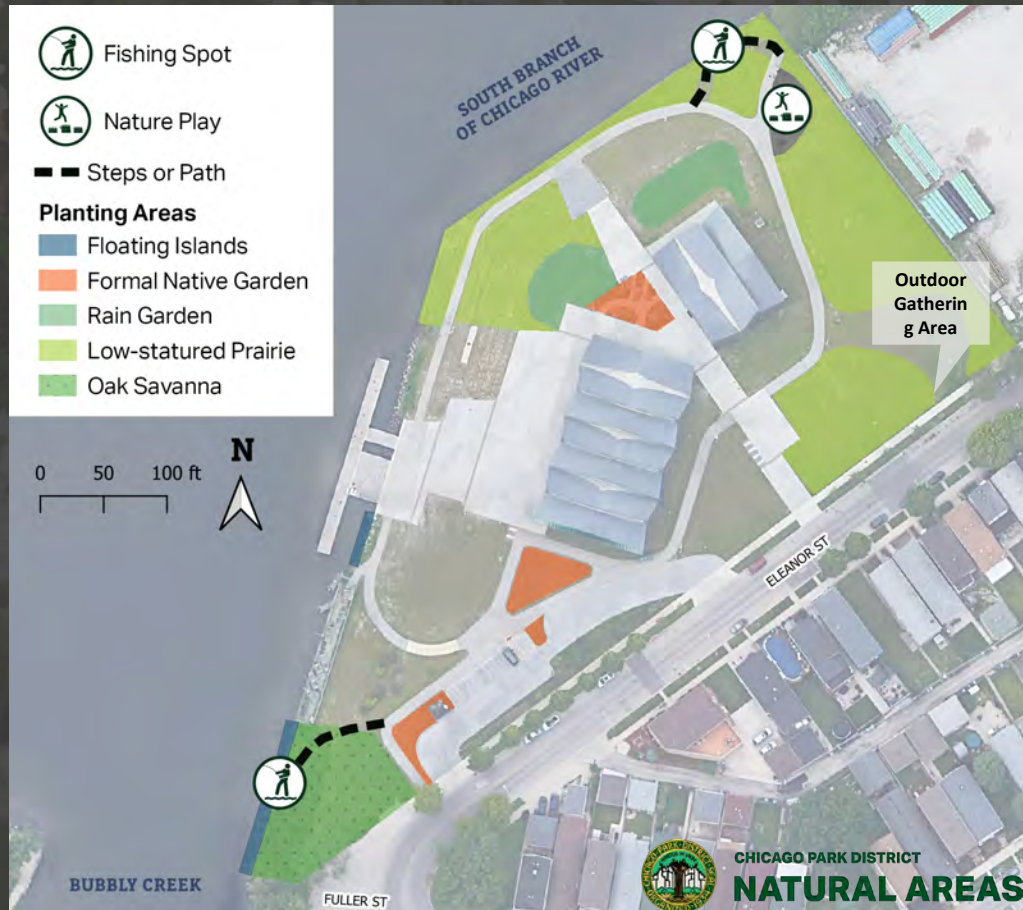 Fishing Spot
Nature Play
Steps or Path
Planting Areas
Floating Islands
Formal Native Garden
Rain Garden
Low-statured Prairie
Oak Savanna
0 50 100 ft
N
SOUTH BRANCH
OF CHICAGO RIVER
Outdoor
Gatherin
g Area
ELEANOR ST
BUBBLY CREEK
FULLER ST
CHICAGO PARK DISTRICT
NATURAL AREAS